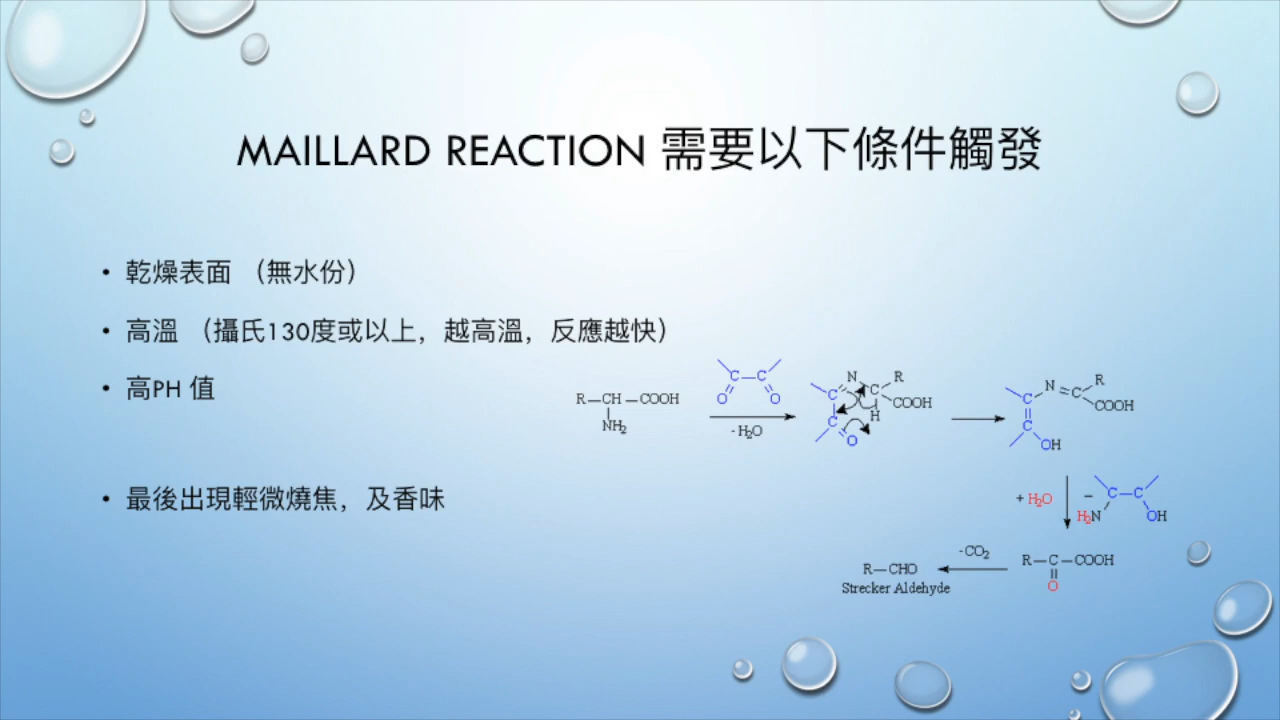 MAILLARD REACTION 需要以下條件觸發
• 乾燥表面 （無水份）
• 高溫 （攝氏130度或以上，越高溫，反應越快）
• 高PH 值
• 最後出現輕微燒焦，及香味
R—CH—COOH
NH2
C—C
O O
-H2O
N R
C C
COOH
H
C
O
N=C R
C COOH
C
OH
+ H2O
– C—C
H2N OH
R—C—COOH
O
-CO2
R—CHO
Strecker Aldehyde